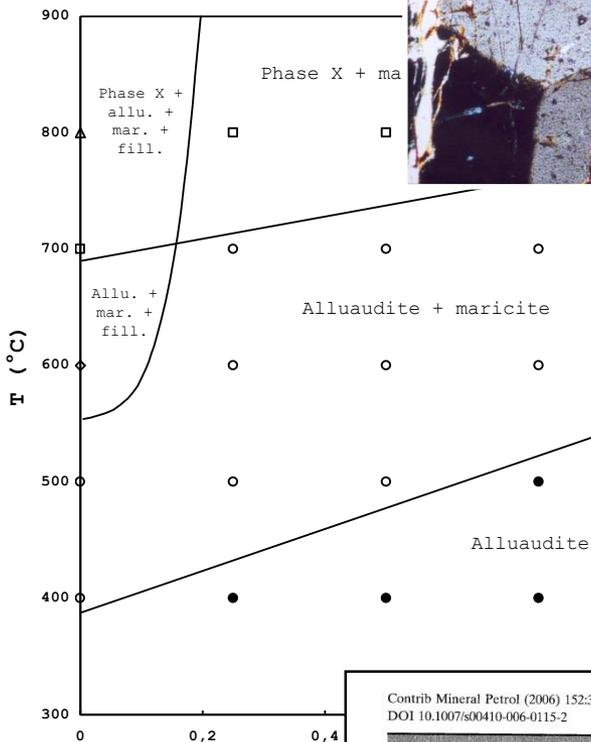 900
Phase X + ma
Phase X +
allu. +
mar. +
fill.
800
700
Allu. +
mar. +
fill.
Alluaudite + maricite
600
T (°C)
500
Alluaudite
400
300
0
0,2
0,4
Contrib Mineral Petrol (2006) 152:3
DOI 10.1007/s00410-006-0115-2